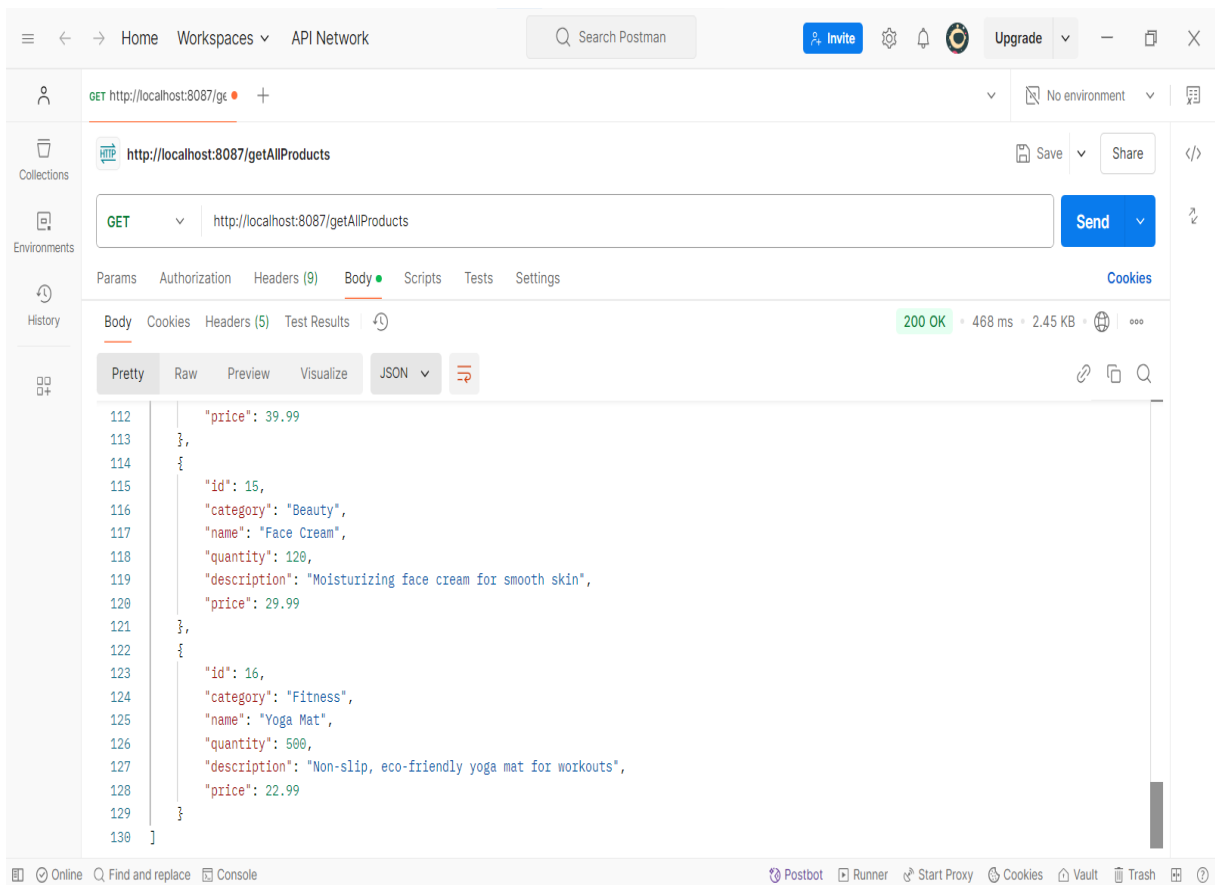 Home Workspaces API Network Search Postman Invite Upgrade
GET http://localhost:8087/ge No environment
HTTP http://localhost:8087/getAllProducts Save Share
Collections
GET http://localhost:8087/getAllProducts Send
Environments
Params Authorization Headers (9) Body Scripts Tests Settings Cookies
History
Body Cookies Headers (5) Test Results 200 OK 468 ms 2.45 KB
Pretty Raw Preview Visualize JSON
112 "price": 39.99
113 },
114 {
115 "id": 15,
116 "category": "Beauty",
117 "name": "Face Cream",
118 "quantity": 120,
119 "description": "Moisturizing face cream for smooth skin",
120 "price": 29.99
121 },
122 {
123 "id": 16,
124 "category": "Fitness",
125 "name": "Yoga Mat",
126 "quantity": 500,
127 "description": "Non-slip, eco-friendly yoga mat for workouts",
128 "price": 22.99
129 }
130 ]
Online Find and replace Console Postbot Runner Start Proxy Cookies Vault Trash